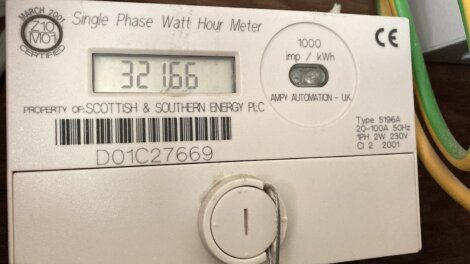 MARCH 2001
Z10
M01
CERTIFIED
Single Phase Watt Hour Meter
32166
1000
imp / kWh
AMPY AUTOMATION - U.K.
CE
PROPERTY OF: SCOTTISH & SOUTHERN ENERGY PLC
D01C27669
Type 5196A
20-100A 50Hz
1PH 2W 230V
Cl 2 2001